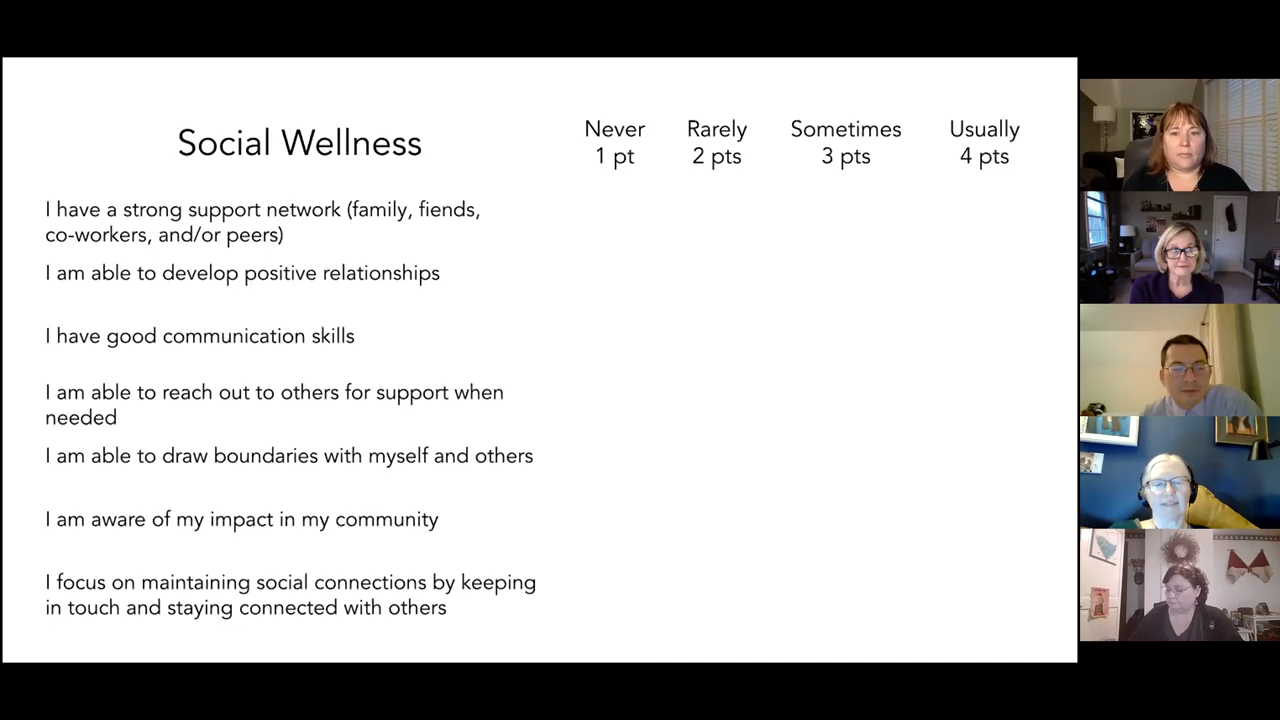 Social Wellness
Never Rarely Sometimes Usually
1 pt 2 pts 3 pts 4 pts
I have a strong support network (family, fiends,
co-workers, and/or peers)
I am able to develop positive relationships
I have good communication skills
I am able to reach out to others for support when
needed
I am able to draw boundaries with myself and others
I am aware of my impact in my community
I focus on maintaining social connections by keeping
in touch and staying connected with others